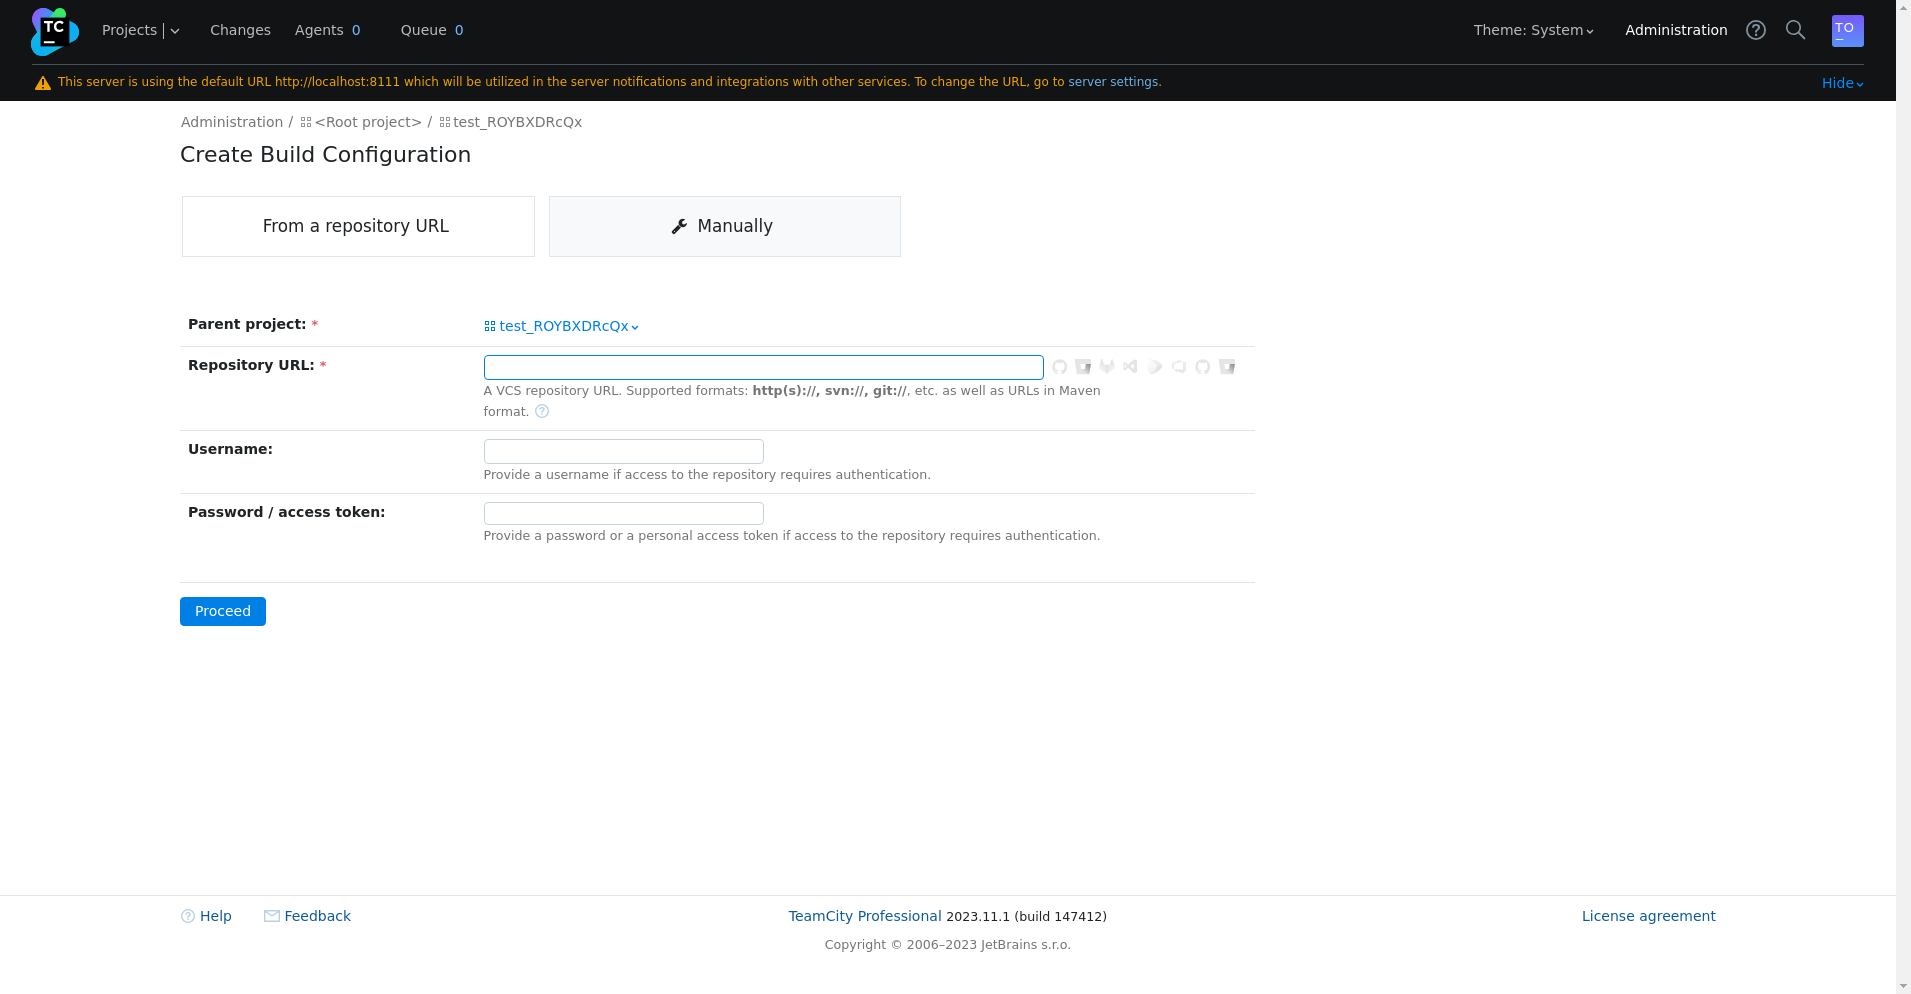 TC
Projects Changes Agents 0 Queue 0 Theme: System Administration TO
This server is using the default URL http://localhost:8111 which will be utilized in the server notifications and integrations with other services. To change the URL, go to server settings. Hide
Administration / <Root project> / test_ROYBXDRcQx
Create Build Configuration
From a repository URL Manually
Parent project: * test_ROYBXDRcQx
Repository URL: *
A VCS repository URL. Supported formats: http(s)://, svn://, git://, etc. as well as URLs in Maven
format.
Username:
Provide a username if access to the repository requires authentication.
Password / access token:
Provide a password or a personal access token if access to the repository requires authentication.
Proceed
Help Feedback TeamCity Professional 2023.11.1 (build 147412) License agreement
Copyright © 2006–2023 JetBrains s.r.o.